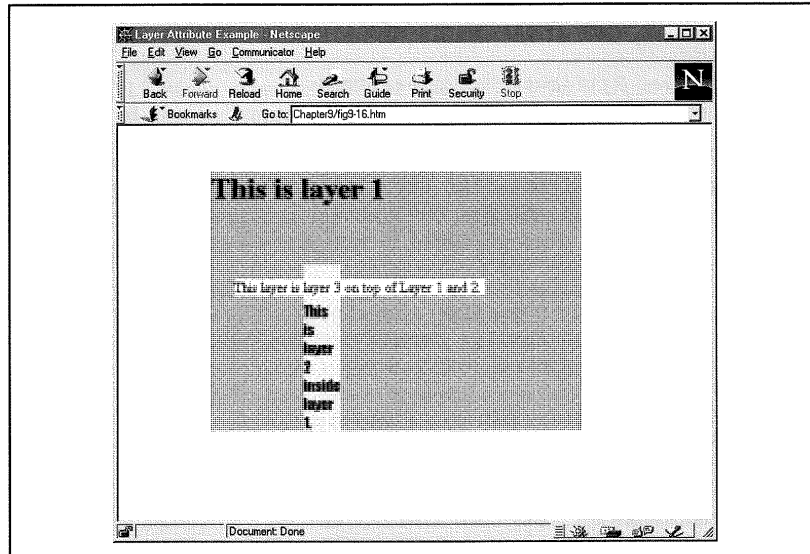 Layer Attribute Example - Netscape
File Edit View Go Communicator Help
Back Forward Reload Home Search Guide Print Security Stop
N
Bookmarks Go to: Chapter9/fig9-16.htm
This is layer 1
This layer is layer 3 on top of Layer 1 and 2.
This
is
layer
2
inside
layer
1.
Document: Done